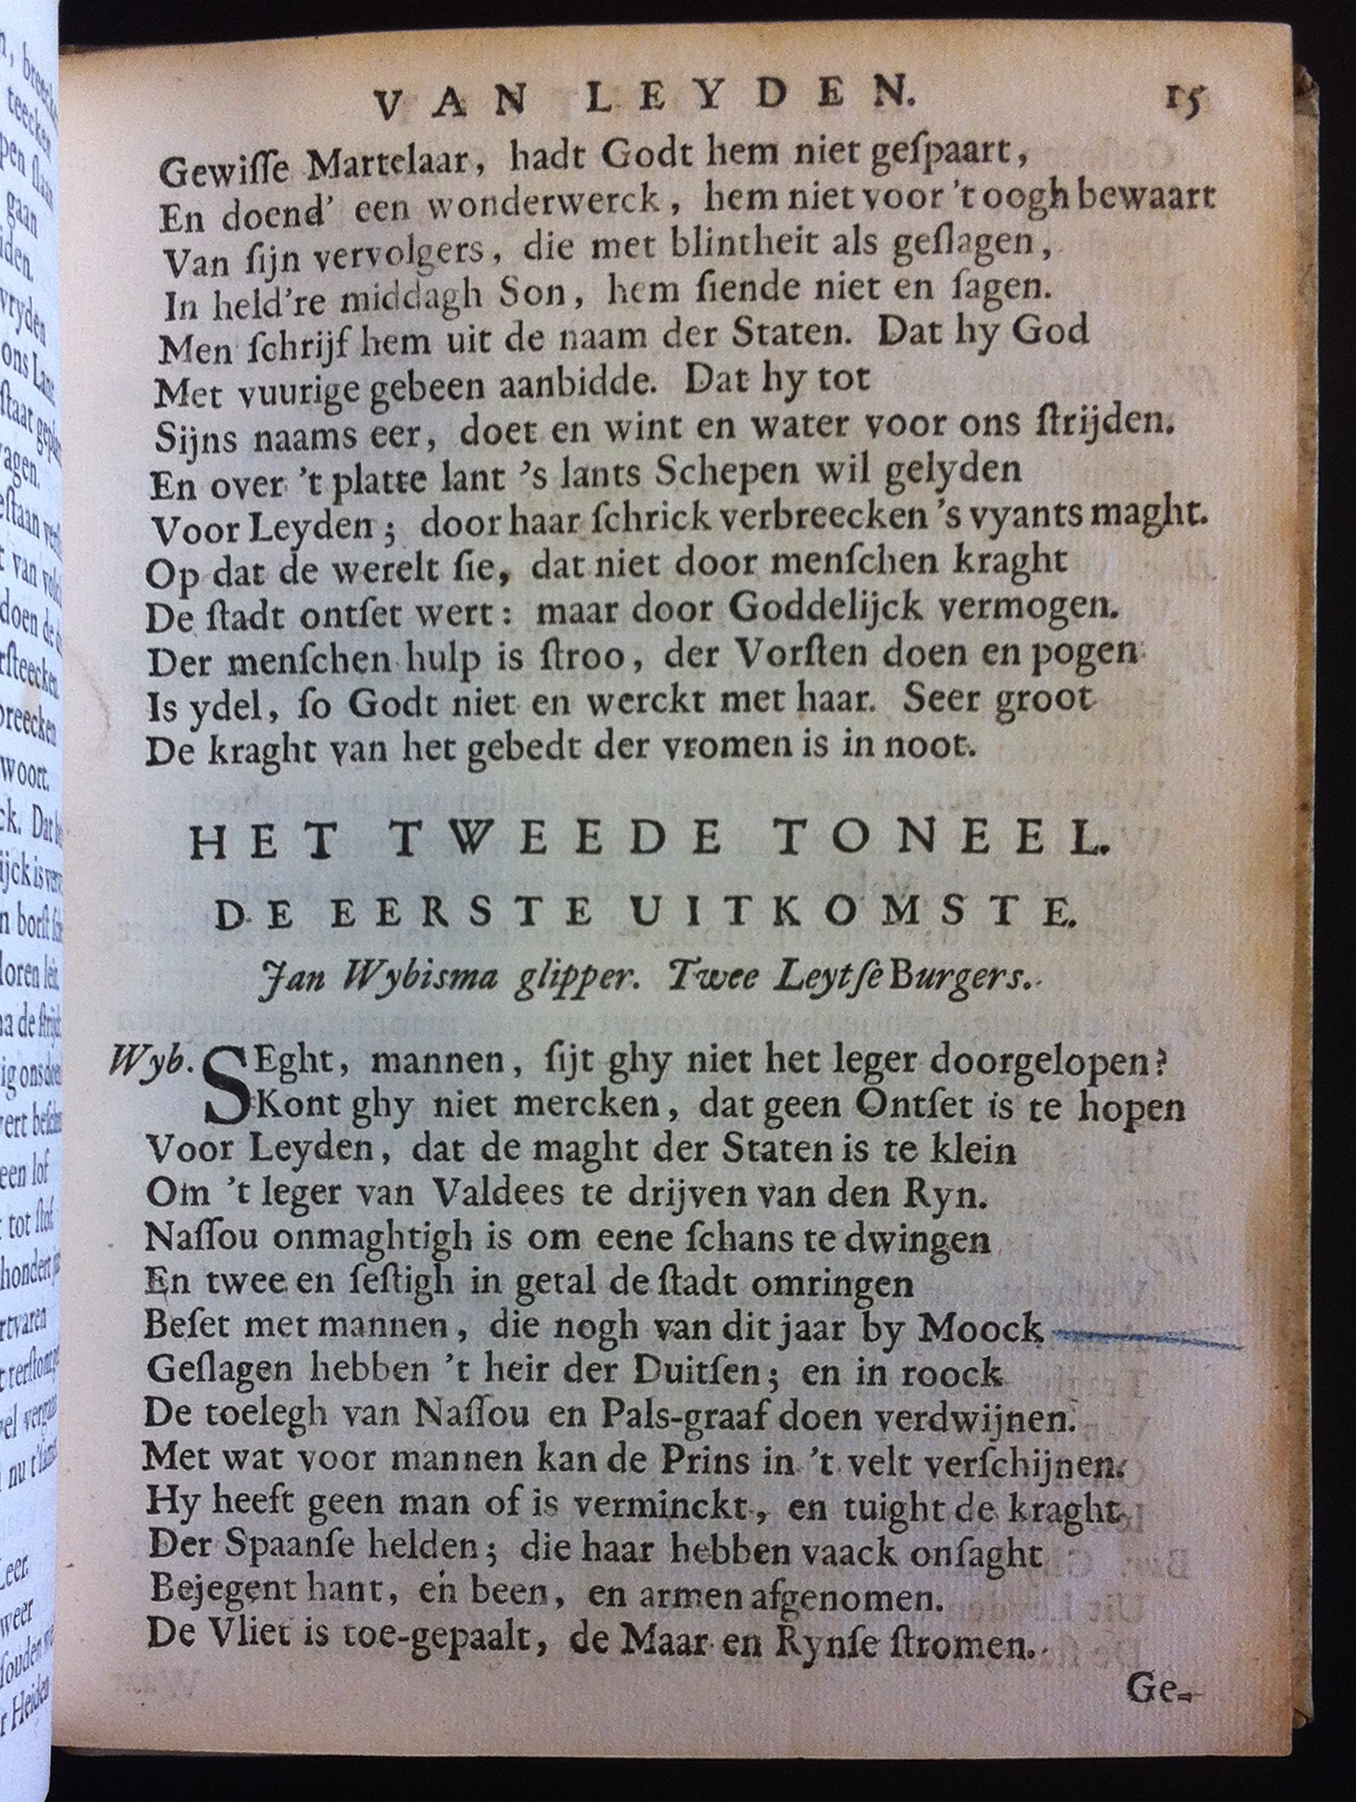 VAN LEYDEN. 15
Gewiſſe Martelaar, hadt Godt hem niet geſpaart,
En doend' een wonderwerck, hem niet voor 't oogh bewaart
Van ſijn vervolgers, die met blintheit als geſlagen,
In held're middagh Son, hem ſiende niet en ſagen.
Men ſchrijf hem uit de naam der Staten. Dat hy God
Met vuurige gebeen aanbidde. Dat hy tot
Sijns naams eer, doet en wint en water voor ons ſtrijden.
En over 't platte lant 's lants Schepen wil gelyden
Voor Leyden; door haar ſchrick verbreecken 's vyants maght.
Op dat de werelt ſie, dat niet door menſchen kraght
De ſtadt ontſet wert: maar door Goddelijck vermogen.
Der menſchen hulp is ſtroo, der Vorſten doen en pogen
Is ydel, ſo Godt niet en werckt met haar. Seer groot
De kraght van het gebedt der vromen is in noot.
HET TWEEDE TONEEL.
DE EERSTE UITKOMSTE.
Jan Wybisma glipper. Twee Leytſe Burgers.
Wyb. SEght, mannen, ſijt ghy niet het leger doorgelopen?
Kont ghy niet mercken, dat geen Ontſet is te hopen
Voor Leyden, dat de maght der Staten is te klein
Om 't leger van Valdees te drijven van den Ryn.
Naſſou onmaghtigh is om eene ſchans te dwingen
En twee en ſeſtigh in getal de ſtadt omringen
Beſet met mannen, die nogh van dit jaar by Moock
Geſlagen hebben 't heir der Duitſen; en in roock
De toelegh van Naſſou en Pals-graaf doen verdwijnen.
Met wat voor mannen kan de Prins in 't velt verſchijnen.
Hy heeft geen man of is verminckt, en tuight de kraght
Der Spaanſe helden; die haar hebben vaack onſaght
Bejegent hant, en been, en armen afgenomen.
De Vliet is toe-gepaalt, de Maar en Rynſe ſtromen.
Ge-